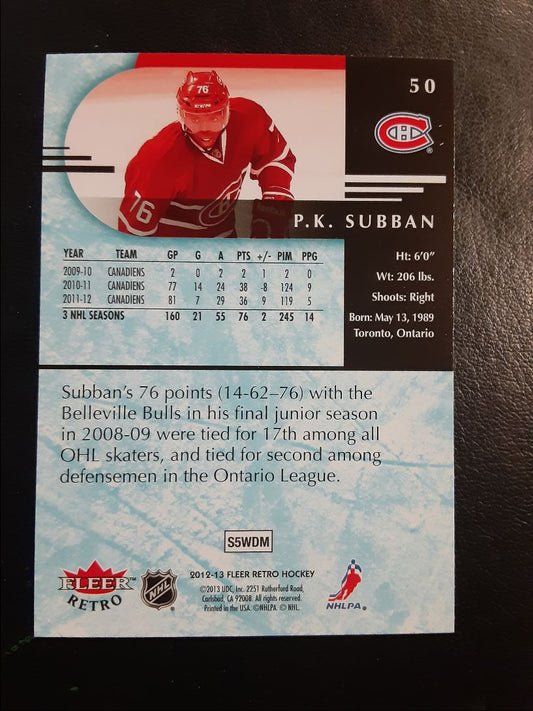 50
76
76
P.K. SUBBAN
YEAR TEAM GP G A PTS +/- PIM PPG
2009-10 CANADIENS 2 0 2 2 1 2 0
2010-11 CANADIENS 77 14 24 38 -8 124 9
2011-12 CANADIENS 81 7 29 36 9 119 5
3 NHL SEASONS 160 21 55 76 2 245 14
Ht: 6'0"
Wt: 206 lbs.
Shoots: Right
Born: May 13, 1989
Toronto, Ontario
Subban's 76 points (14-62–76) with the
Belleville Bulls in his final junior season
in 2008-09 were tied for 17th among all
OHL skaters, and tied for second among
defensemen in the Ontario League.
S5WDM
FLEER™
RETRO
NHL
2012-13 FLEER RETRO HOCKEY
©2013 UDC, Inc. 2251 Rutherford Road,
Carlsbad, CA 92008. All rights reserved.
Printed in the USA. ©NHLPA. © NHL.
NHLPA®